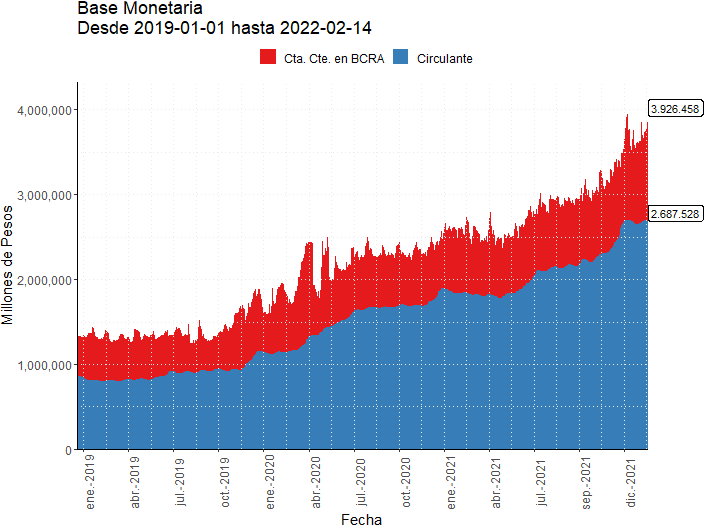 Base Monetaria
Desde 2019-01-01 hasta 2022-02-14
Cta. Cte. en BCRA
Circulante
Millones de Pesos
4,000,000
3,000,000
2,000,000
1,000,000
0
3.926.458
2.687.528
ene.-2019
abr.-2019
jul.-2019
oct.-2019
ene.-2020
abr.-2020
jul.-2020
oct.-2020
ene.-2021
abr.-2021
jul.-2021
sep.-2021
dic.-2021
Fecha